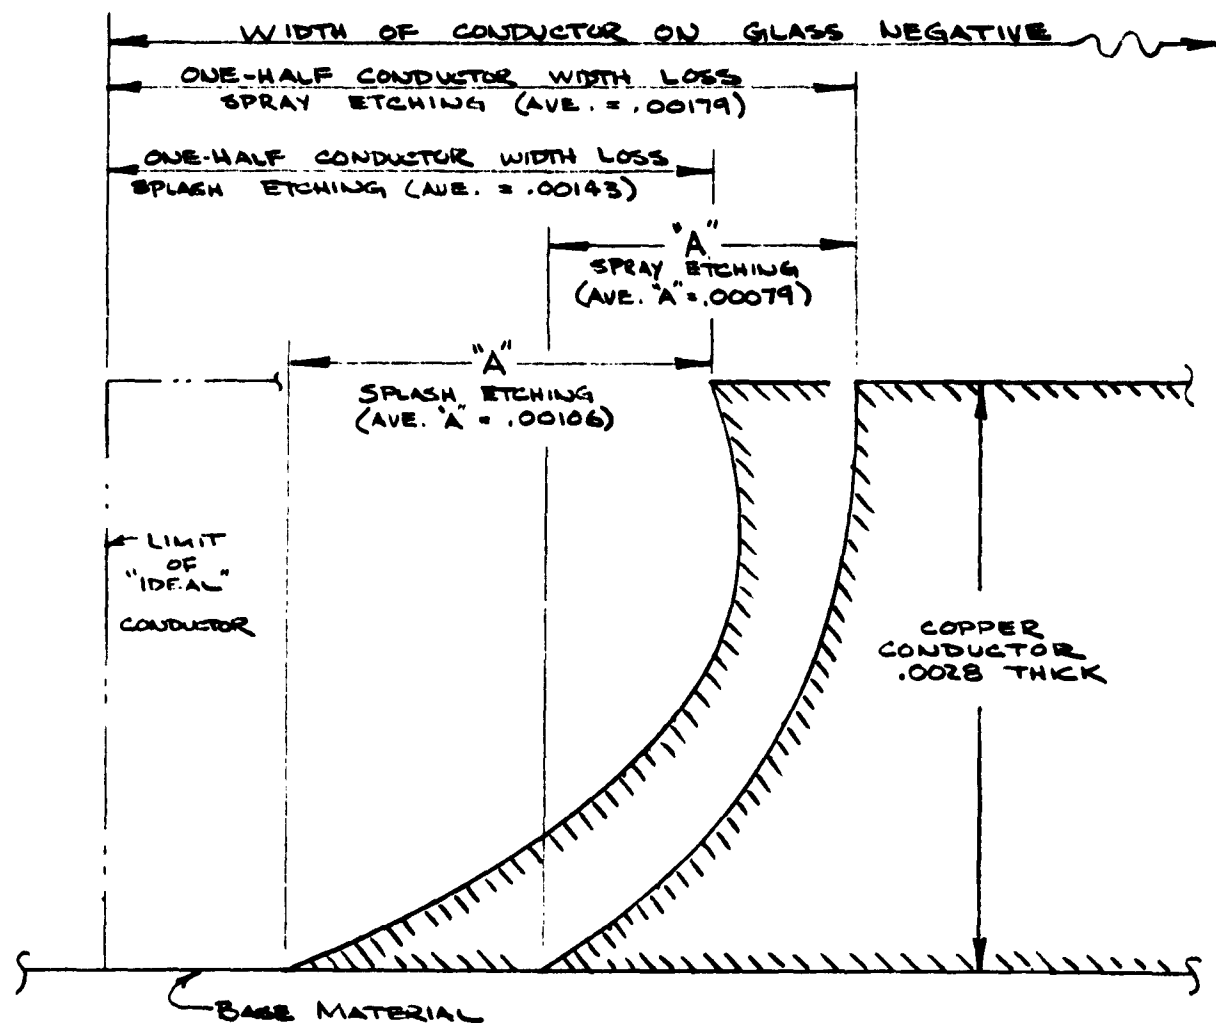 WIDTH OF CONDUCTOR ON GLASS NEGATIVE
ONE-HALF CONDUCTOR WIDTH LOSS
SPRAY ETCHING (AVE. = .00179)
ONE-HALF CONDUCTOR WIDTH LOSS
SPLASH ETCHING (AVE. = .00143)
"A"
SPRAY ETCHING
(AVE. "A" = .00079)
"A"
SPLASH ETCHING
(AVE. "A" = .00106)
LIMIT
OF
"IDEAL"
CONDUCTOR
COPPER
CONDUCTOR
.0028 THICK
BASE MATERIAL